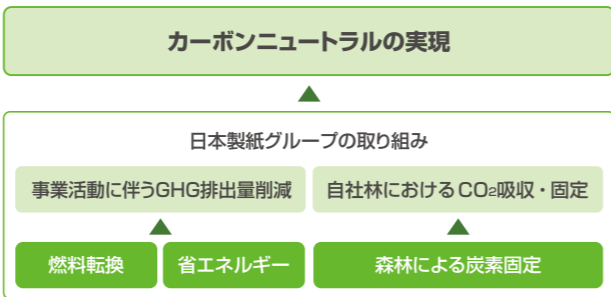 カーボンニュートラルの実現
日本製紙グループの取り組み
事業活動に伴うGHG排出量削減
自社林におけるCO₂吸収・固定
燃料転換
省エネルギー
森林による炭素固定